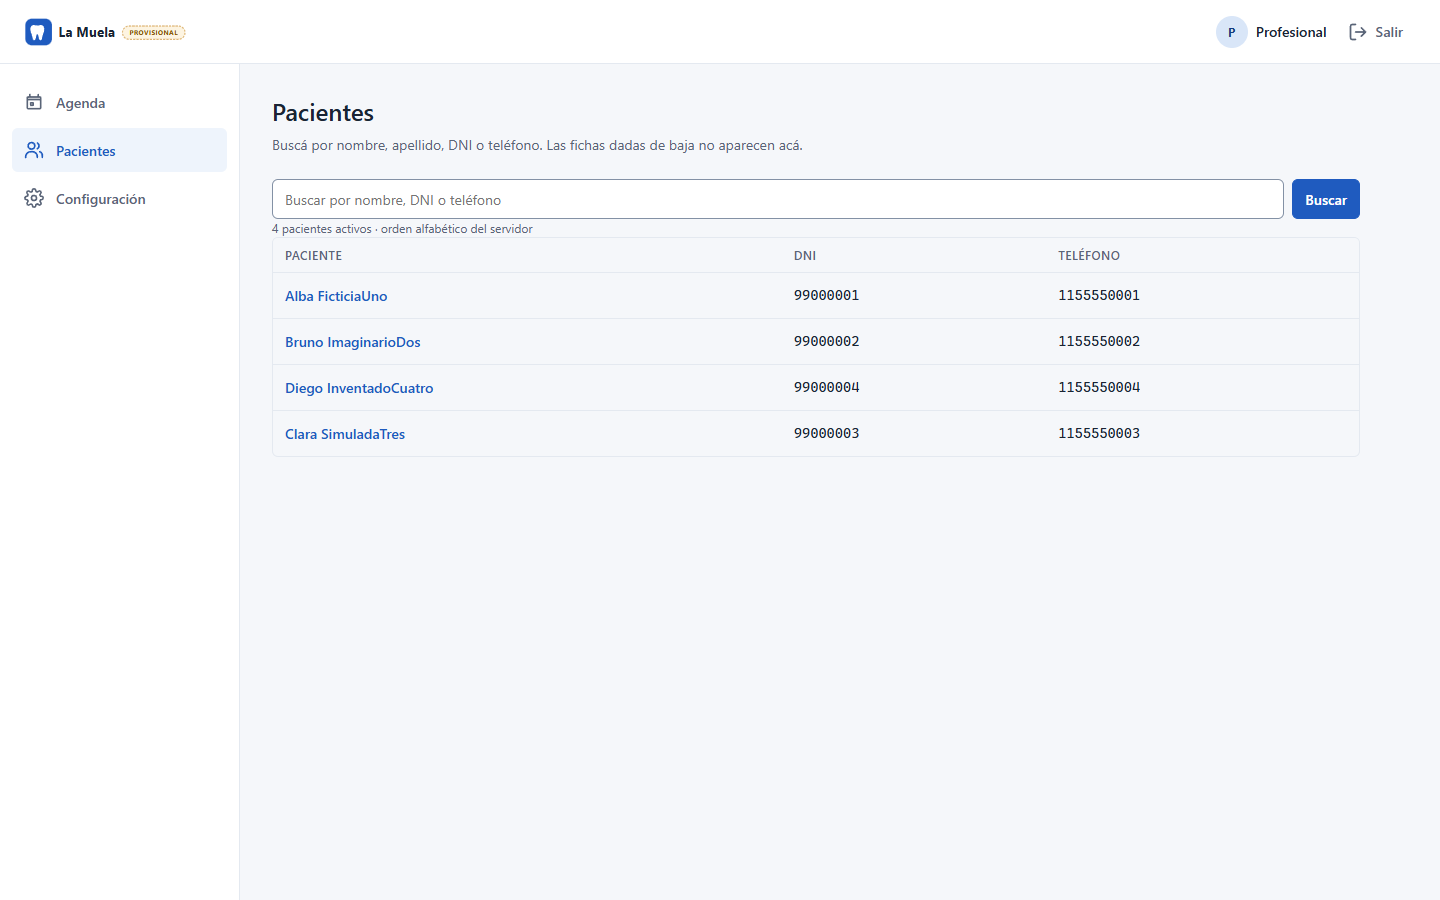 La Muela PROVISIONAL
P Profesional Salir
Agenda
Pacientes
Configuración
Pacientes
Buscá por nombre, apellido, DNI o teléfono. Las fichas dadas de baja no aparecen acá.
Buscar por nombre, DNI o teléfono Buscar
4 pacientes activos · orden alfabético del servidor
PACIENTE DNI TELÉFONO
Alba FicticiaUno 99000001 1155550001
Bruno ImaginarioDos 99000002 1155550002
Diego InventadoCuatro 99000004 1155550004
Clara SimuladaTres 99000003 1155550003